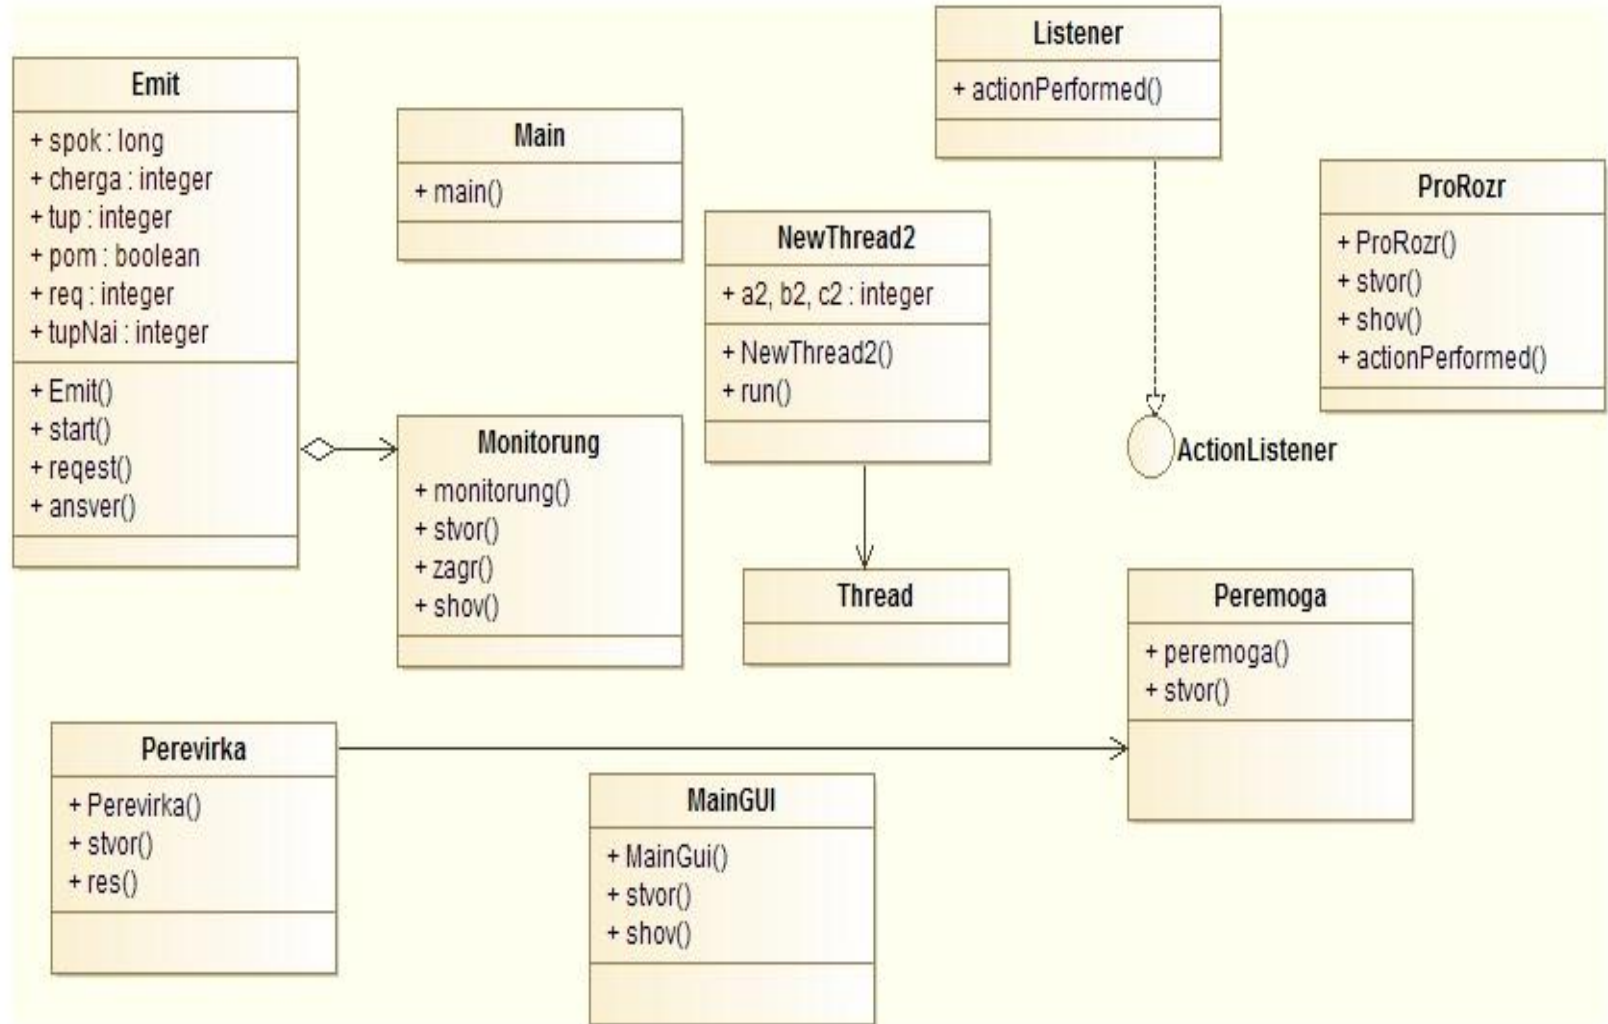 Emit
+ spok : long
+ cherga : integer
+ tup : integer
+ pom : boolean
+ req : integer
+ tupNai : integer
+ Emit()
+ start()
+ reqest()
+ ansver()
Main
+ main()
Monitorung
+ monitorung()
+ stvor()
+ zagr()
+ shov()
NewThread2
+ a2, b2, c2 : integer
+ NewThread2()
+ run()
Thread
Listener
+ actionPerformed()
ActionListener
ProRozr
+ ProRozr()
+ stvor()
+ shov()
+ actionPerformed()
Peremoga
+ peremoga()
+ stvor()
Perevirka
+ Perevirka()
+ stvor()
+ res()
MainGUI
+ MainGui()
+ stvor()
+ shov()